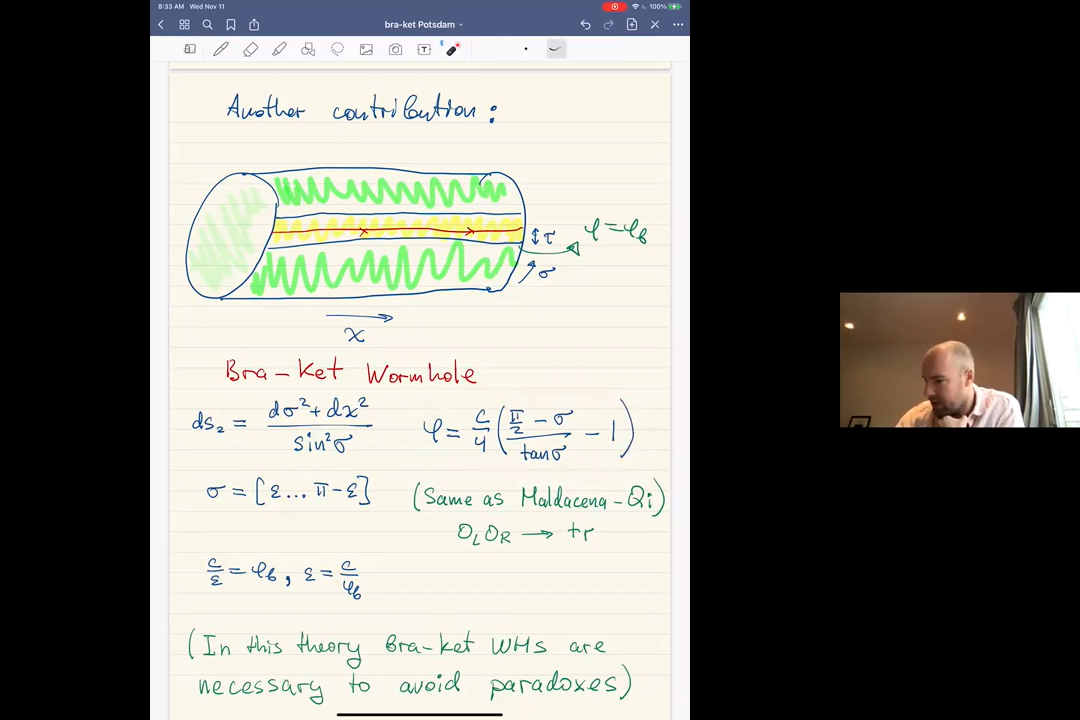 8:33 AM Wed Nov 11
100%
bra-ket Potsdam
T
Another contribution:
τ
φ=φ_b
σ
x
Bra-Ket Wormhole
ds₂ = (dσ²+dx²)/(sin²σ)
φ = c/4 ((π/2 - σ)/(tanσ) - 1)
σ = [ε... π-ε]
(Same as Maldacena-Qi)
O_L O_R → tr
c/ε = φ_b, ε = c/φ_b
(In this theory Bra-ket WHs are
necessary to avoid paradoxes)